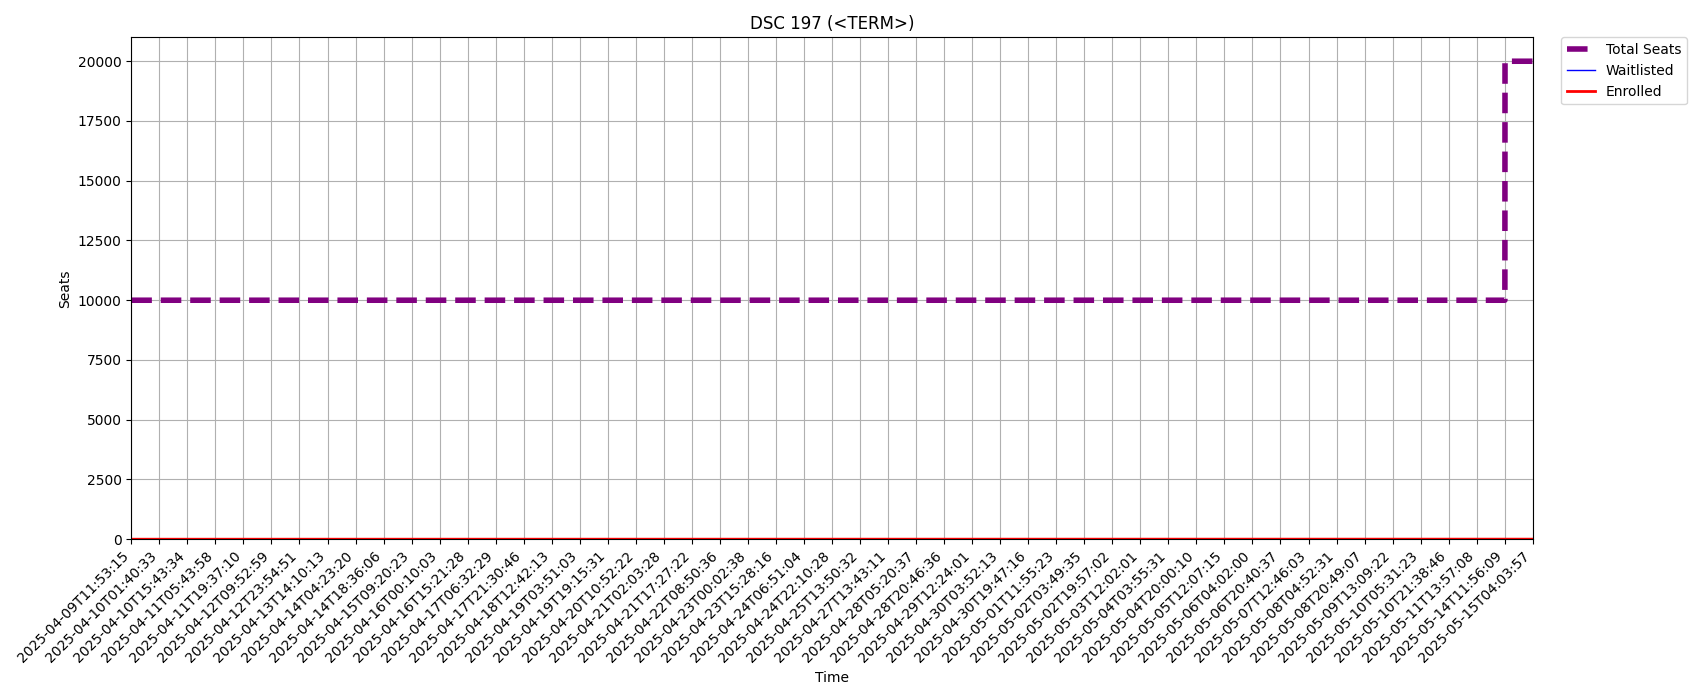 DSC 197 (<TERM>)
Total Seats
Waitlisted
Enrolled
Seats
20000
17500
15000
12500
10000
7500
5000
2500
0
2025-04-09T11:53:15
2025-04-10T01:40:33
2025-04-10T15:43:34
2025-04-11T05:43:58
2025-04-11T19:37:10
2025-04-12T09:52:59
2025-04-12T23:54:51
2025-04-13T14:10:13
2025-04-14T04:23:20
2025-04-14T18:36:06
2025-04-15T09:20:23
2025-04-16T00:10:03
2025-04-16T15:21:28
2025-04-17T06:32:29
2025-04-17T21:30:46
2025-04-18T12:42:13
2025-04-19T03:51:03
2025-04-19T19:15:31
2025-04-20T10:52:22
2025-04-21T02:03:28
2025-04-21T17:27:22
2025-04-22T08:50:36
2025-04-23T00:02:38
2025-04-23T15:28:16
2025-04-24T06:51:04
2025-04-24T22:10:28
2025-04-25T13:50:32
2025-04-27T13:43:11
2025-04-28T05:20:37
2025-04-28T20:46:36
2025-04-29T12:24:01
2025-04-30T03:52:13
2025-04-30T19:47:16
2025-05-01T11:55:23
2025-05-02T03:49:35
2025-05-02T19:57:02
2025-05-03T12:02:01
2025-05-04T03:55:31
2025-05-04T20:00:10
2025-05-05T12:07:15
2025-05-06T04:02:00
2025-05-06T20:40:37
2025-05-07T12:46:03
2025-05-08T04:52:31
2025-05-08T20:49:07
2025-05-09T13:09:22
2025-05-10T05:31:23
2025-05-10T21:38:46
2025-05-11T13:57:08
2025-05-14T11:56:09
2025-05-15T04:03:57
Time